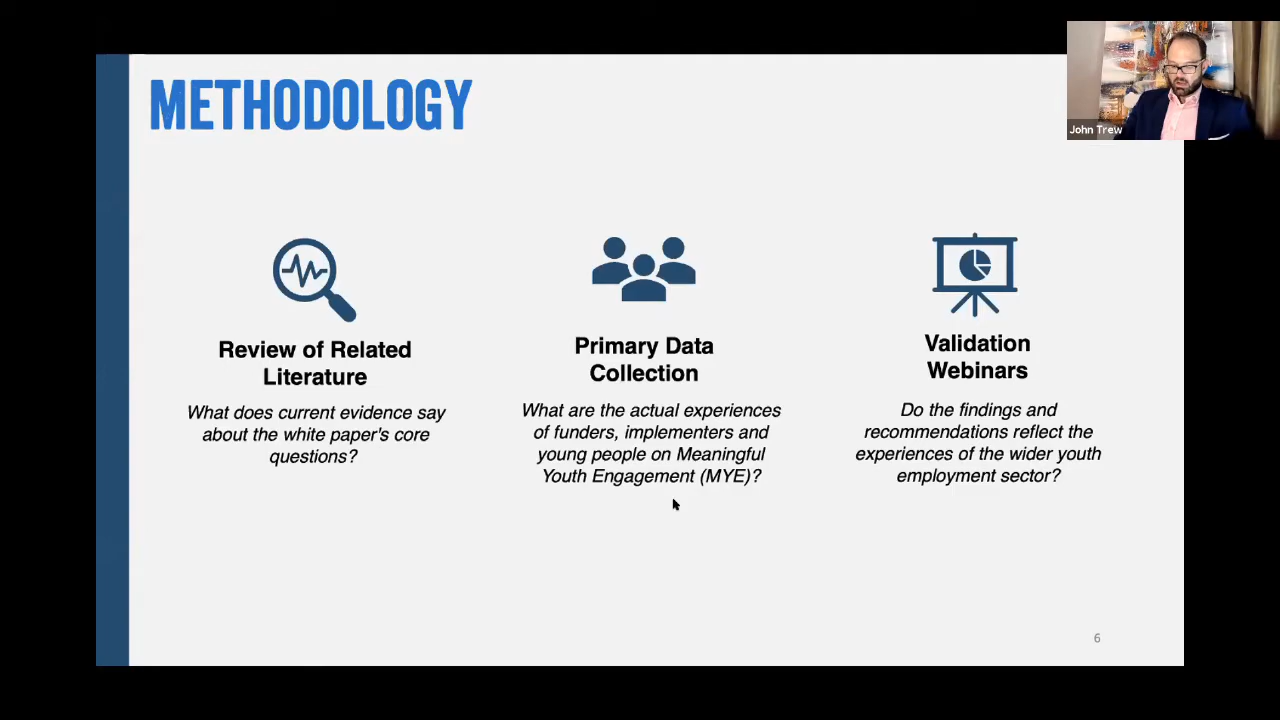 METHODOLOGY
John Trew
Review of Related
Literature
What does current evidence say
about the white paper's core
questions?
Primary Data
Collection
What are the actual experiences
of funders, implementers and
young people on Meaningful
Youth Engagement (MYE)?
Validation
Webinars
Do the findings and
recommendations reflect the
experiences of the wider youth
employment sector?
6